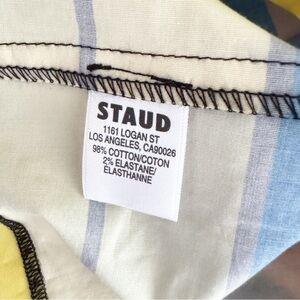 STAUD
1161 LOGAN ST
LOS ANGELES, CA90026
98% COTTON/COTON
2% ELASTANE/
ELASTHANNE